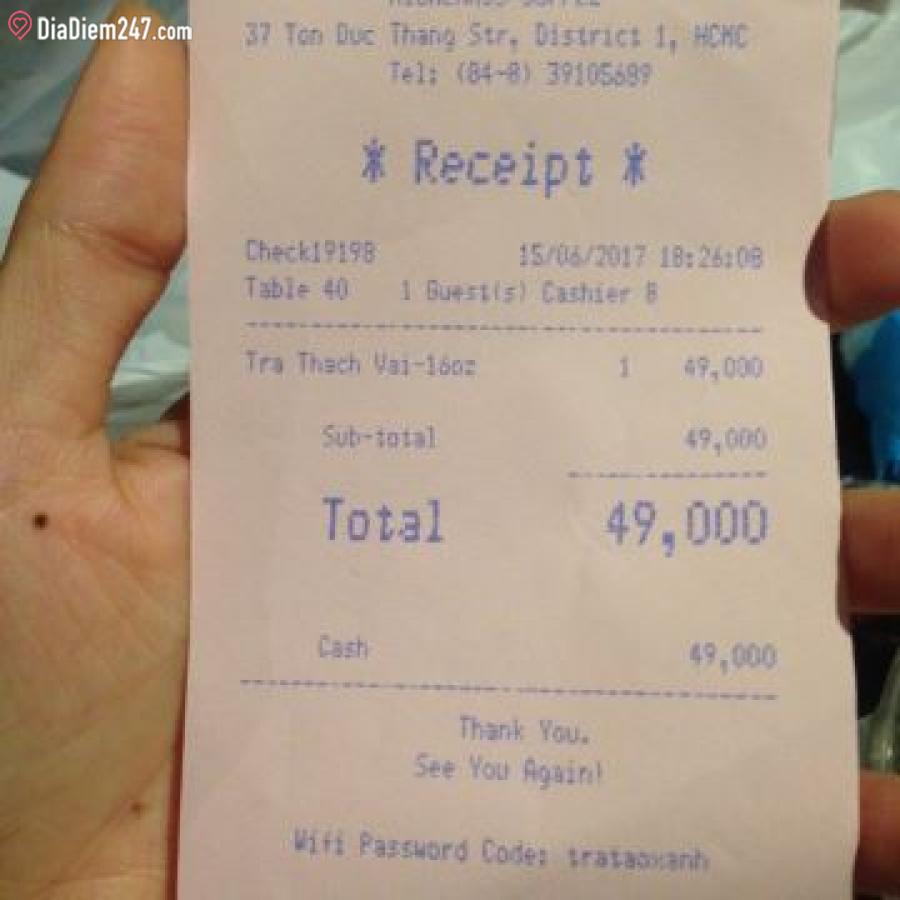 DiaDiem247.com
37 Ton Duc Thang Str, District 1, HCMC
Tel: (84-8) 39105689
* Receipt *
Check19198 15/06/2017 18:26:08
Table 40 1 Guest(s) Cashier 8
Tra Thach Vai-16oz 1 49,000
Sub-total 49,000
Total 49,000
Cash 49,000
Thank You.
See You Again!
Wifi Password Code: trataoxanh